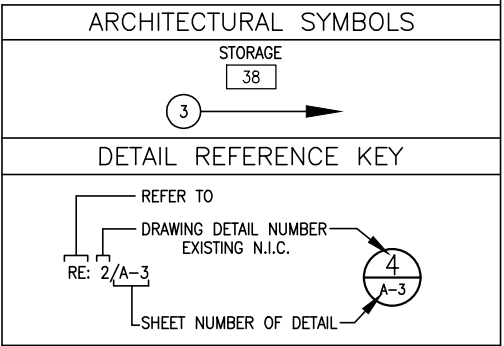 ARCHITECTURAL SYMBOLS
STORAGE
38
3
DETAIL REFERENCE KEY
REFER TO
DRAWING DETAIL NUMBER
EXISTING N.I.C.
4
RE: 2/A-3
A-3
SHEET NUMBER OF DETAIL